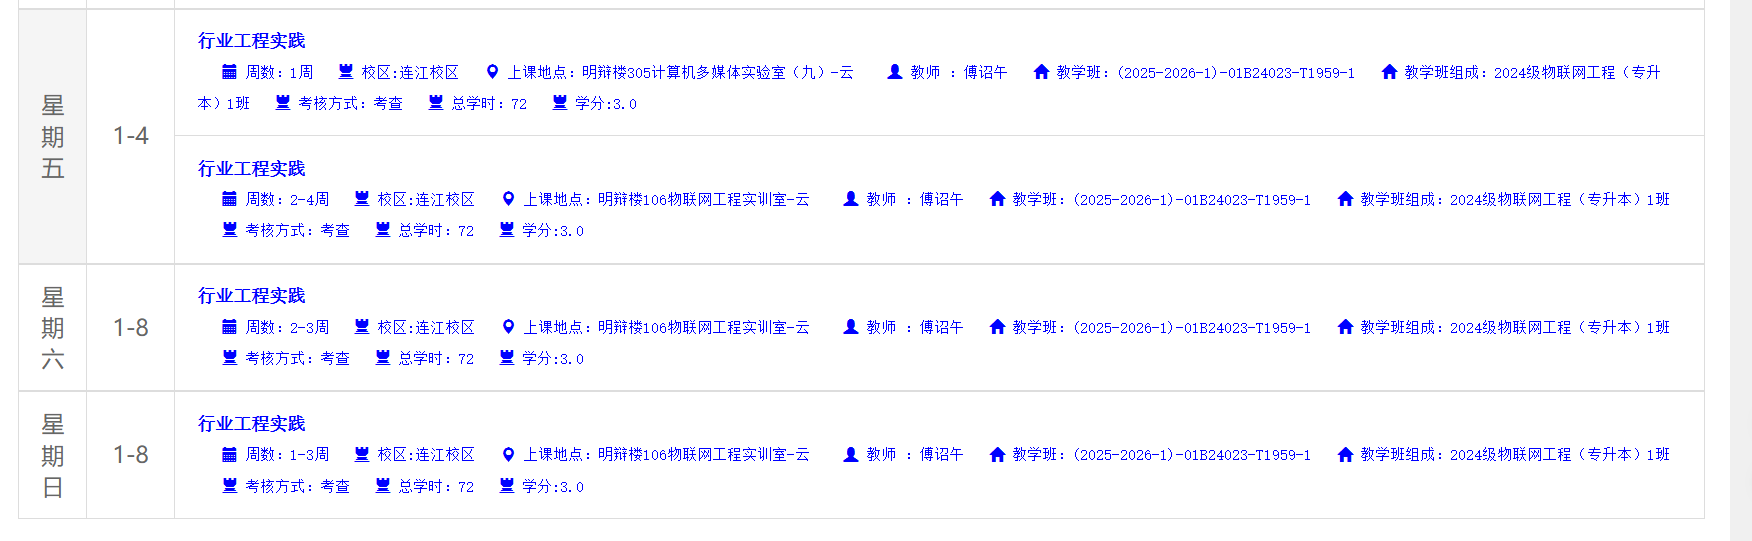 星期五
1-4
行业工程实践
周数：1周 校区:连江校区 上课地点：明辩楼305计算机多媒体实验室（九）-云 教师 ：傅诏午 教学班：(2025-2026-1)-01B24023-T1959-1 教学班组成：2024级物联网工程（专升
本）1班 考核方式：考查 总学时：72 学分:3.0
行业工程实践
周数：2-4周 校区:连江校区 上课地点：明辩楼106物联网工程实训室-云 教师 ：傅诏午 教学班：(2025-2026-1)-01B24023-T1959-1 教学班组成：2024级物联网工程（专升本）1班
考核方式：考查 总学时：72 学分:3.0
星期六
1-8
行业工程实践
周数：2-3周 校区:连江校区 上课地点：明辩楼106物联网工程实训室-云 教师 ：傅诏午 教学班：(2025-2026-1)-01B24023-T1959-1 教学班组成：2024级物联网工程（专升本）1班
考核方式：考查 总学时：72 学分:3.0
星期日
1-8
行业工程实践
周数：1-3周 校区:连江校区 上课地点：明辩楼106物联网工程实训室-云 教师 ：傅诏午 教学班：(2025-2026-1)-01B24023-T1959-1 教学班组成：2024级物联网工程（专升本）1班
考核方式：考查 总学时：72 学分:3.0